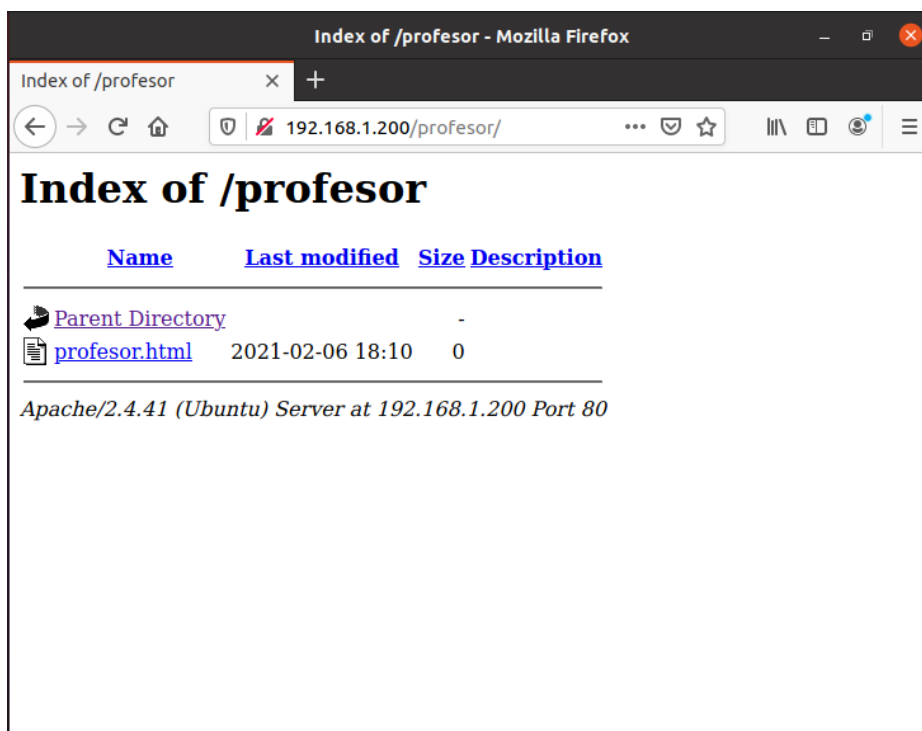 Index of /profesor - Mozilla Firefox
Index of /profesor
192.168.1.200/profesor/
Index of /profesor
Name Last modified Size Description
Parent Directory -
profesor.html 2021-02-06 18:10 0
Apache/2.4.41 (Ubuntu) Server at 192.168.1.200 Port 80